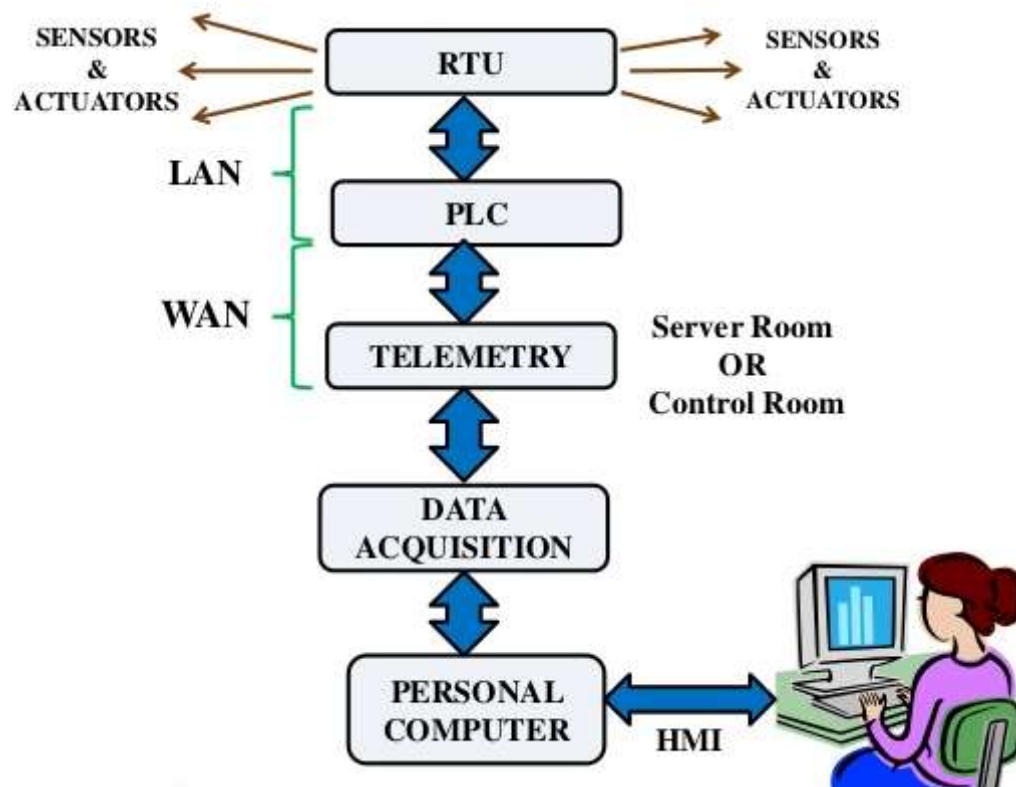 SENSORS
&
ACTUATORS
RTU
SENSORS
&
ACTUATORS
LAN
PLC
WAN
TELEMETRY
Server Room
OR
Control Room
DATA
ACQUISITION
PERSONAL
COMPUTER
HMI